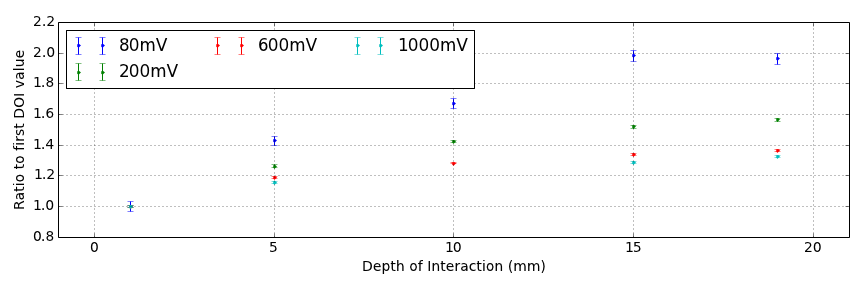 2.2
2.0
1.8
1.6
1.4
1.2
1.0
0.8
Ratio to first DOI value
80mV 600mV 1000mV
200mV
0 5 10 15 20
Depth of Interaction (mm)